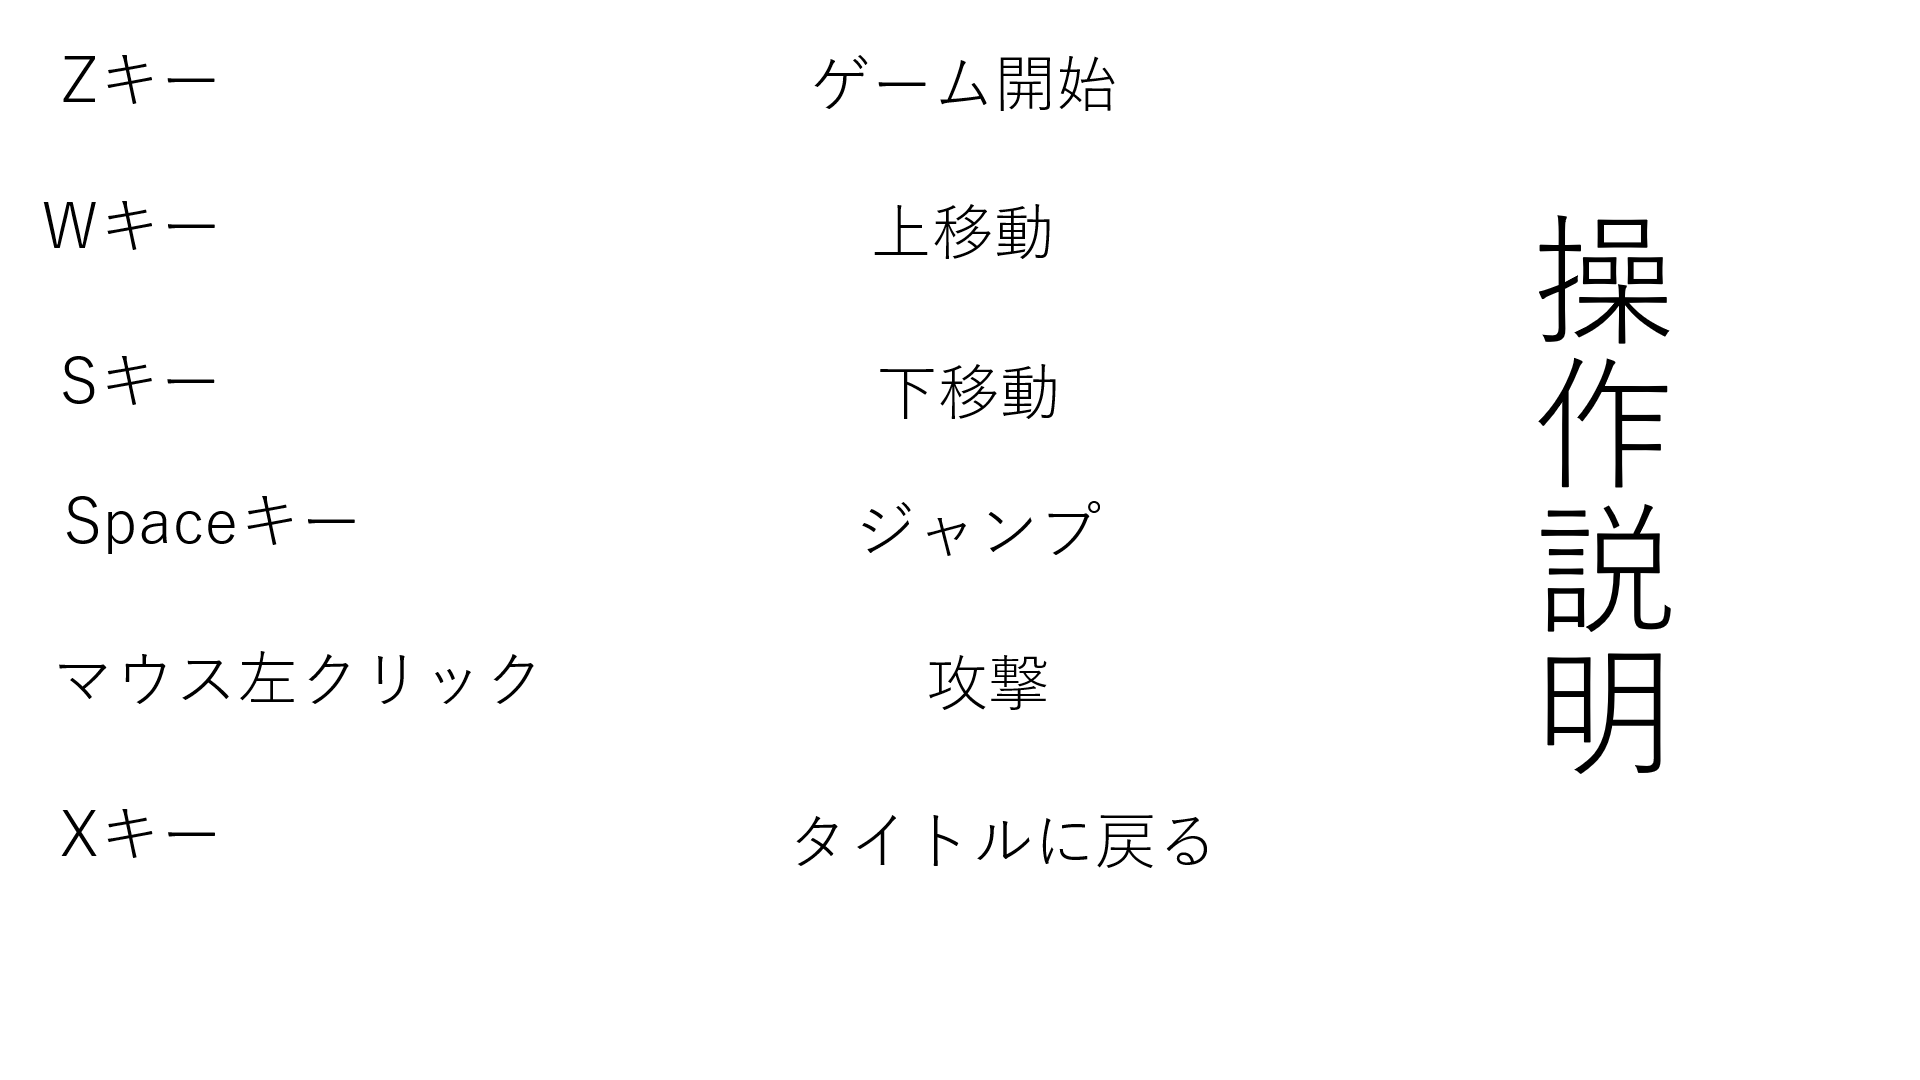 Zキー ゲーム開始
Wキー 上移動
Sキー 下移動
Spaceキー ジャンプ
マウス左クリック 攻撃
Xキー タイトルに戻る
操作説明